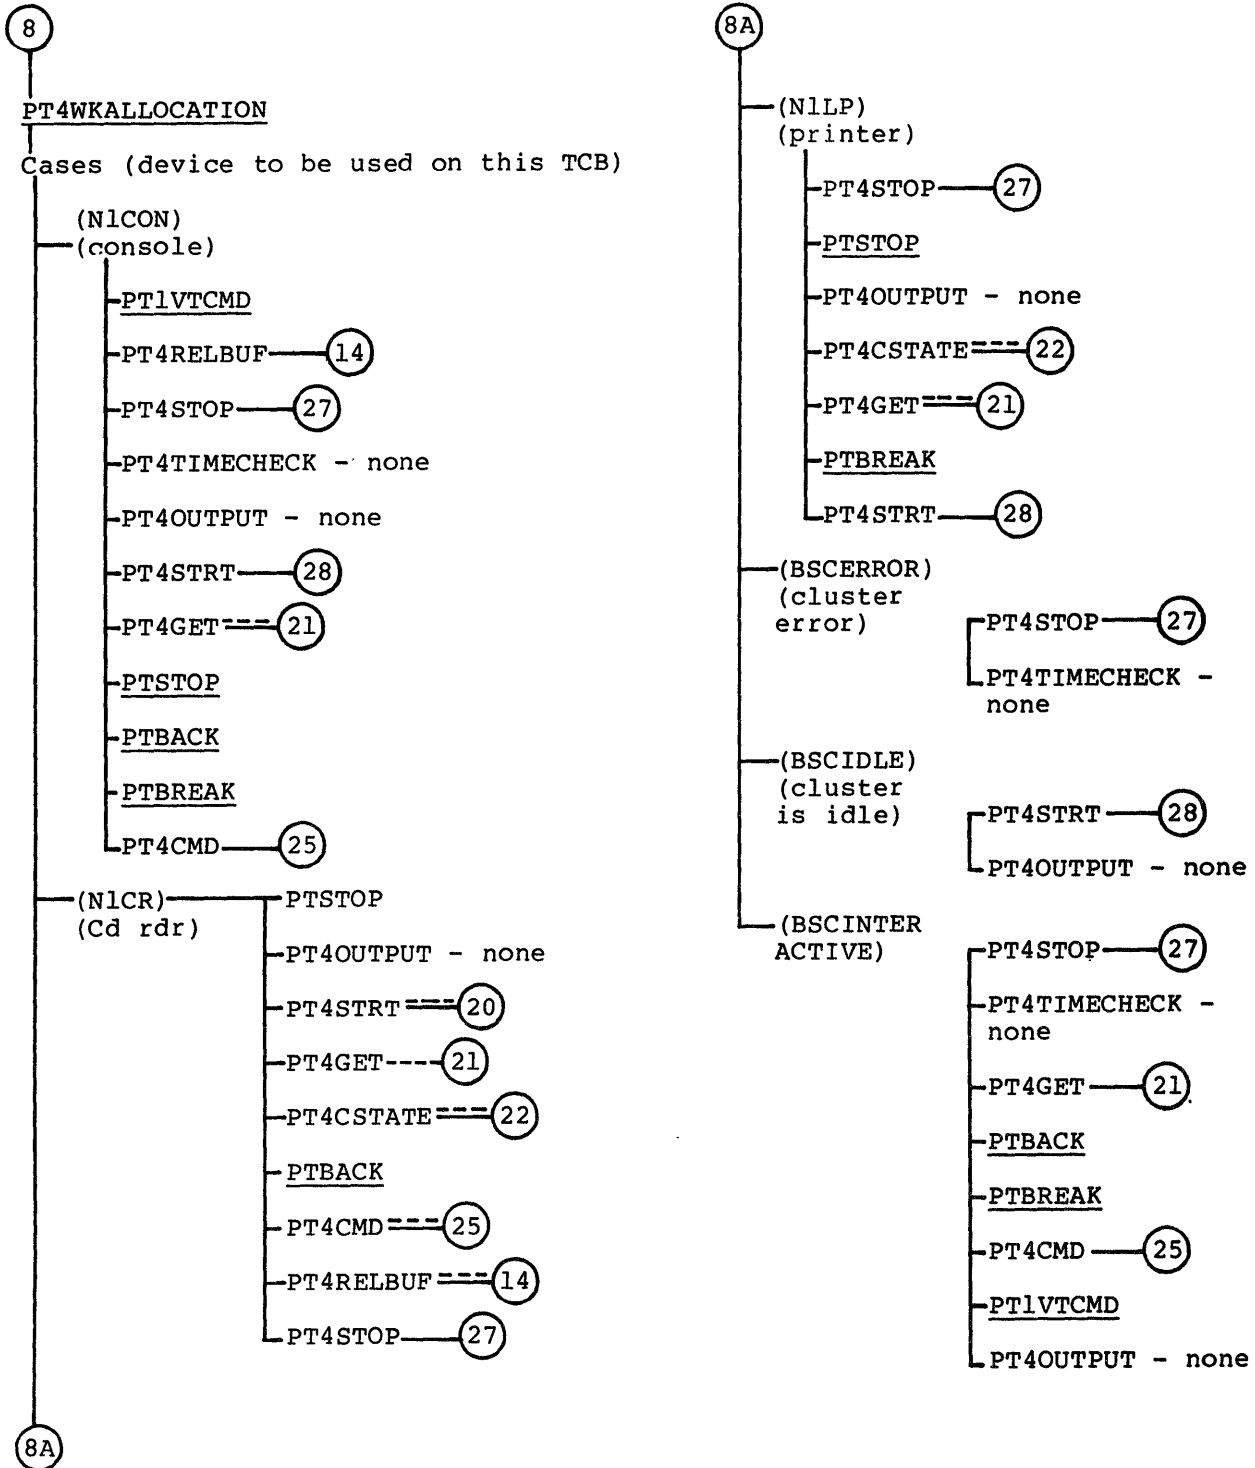 8
PT4WKALLOCATION
Cases (device to be used on this TCB)
(N1CON)
(console)
PT1VTCMD
PT4RELBUF 14
PT4STOP 27
PT4TIMECHECK - none
PT4OUTPUT - none
PT4STRT 28
PT4GET 21
PTSTOP
PTBACK
PTBREAK
PT4CMD 25
(N1CR) PTSTOP
(Cd rdr)
PT4OUTPUT - none
PT4STRT 20
PT4GET 21
PT4CSTATE 22
PTBACK
PT4CMD 25
PT4RELBUF 14
PT4STOP 27
8A
8A
(N1LP)
(printer)
PT4STOP 27
PTSTOP
PT4OUTPUT - none
PT4CSTATE 22
PT4GET 21
PTBREAK
PT4STRT 28
(BSCERROR)
(cluster
error)
PT4STOP 27
PT4TIMECHECK -
none
(BSCIDLE)
(cluster
is idle)
PT4STRT 28
PT4OUTPUT - none
(BSCINTER
ACTIVE)
PT4STOP 27
PT4TIMECHECK -
none
PT4GET 21
PTBACK
PTBREAK
PT4CMD 25
PT1VTCMD
PT4OUTPUT - none